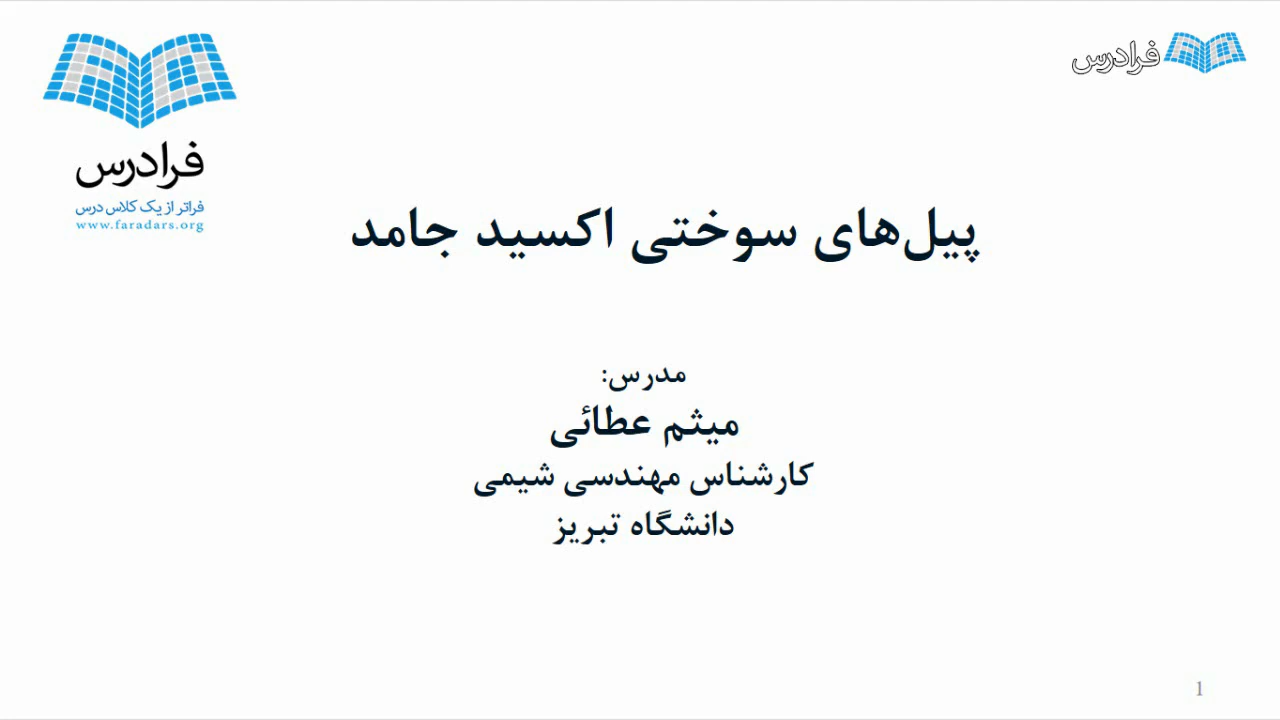 فرادرس
فرادرس
فراتر از یک کلاس درس
www.faradars.org
پیل‌های سوختی اکسید جامد
مدرس:
میثم عطائی
کارشناس مهندسی شیمی
دانشگاه تبریز
1